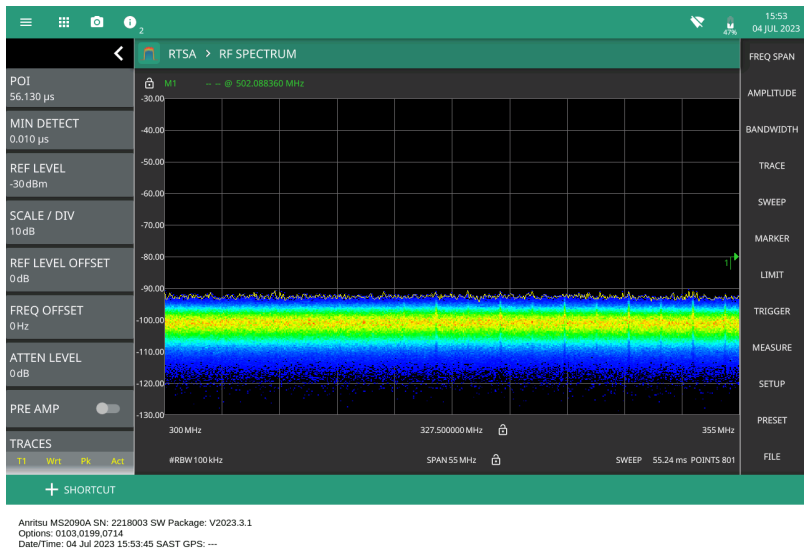 2
47%
15:53
04 JUL 2023
RTSA > RF SPECTRUM
FREQ SPAN
AMPLITUDE
BANDWIDTH
TRACE
SWEEP
MARKER
LIMIT
TRIGGER
MEASURE
SETUP
PRESET
FILE
POI
56.130 µs
MIN DETECT
0.010 µs
REF LEVEL
-30 dBm
SCALE / DIV
10 dB
REF LEVEL OFFSET
0 dB
FREQ OFFSET
0 Hz
ATTEN LEVEL
0 dB
PRE AMP
TRACES
T1 Wrt Pk Act
M1 -- @ 502.088360 MHz
-30.00
-40.00
-50.00
-60.00
-70.00
-80.00
-90.00
-100.00
-110.00
-120.00
-130.00
1
300 MHz 327.500000 MHz 355 MHz
#RBW 100 kHz SPAN 55 MHz SWEEP 55.24 ms POINTS 801
+ SHORTCUT
Anritsu MS2090A SN: 2218003 SW Package: V2023.3.1
Options: 0103,0199,0714
Date/Time: 04 Jul 2023 15:53:45 SAST GPS: ---